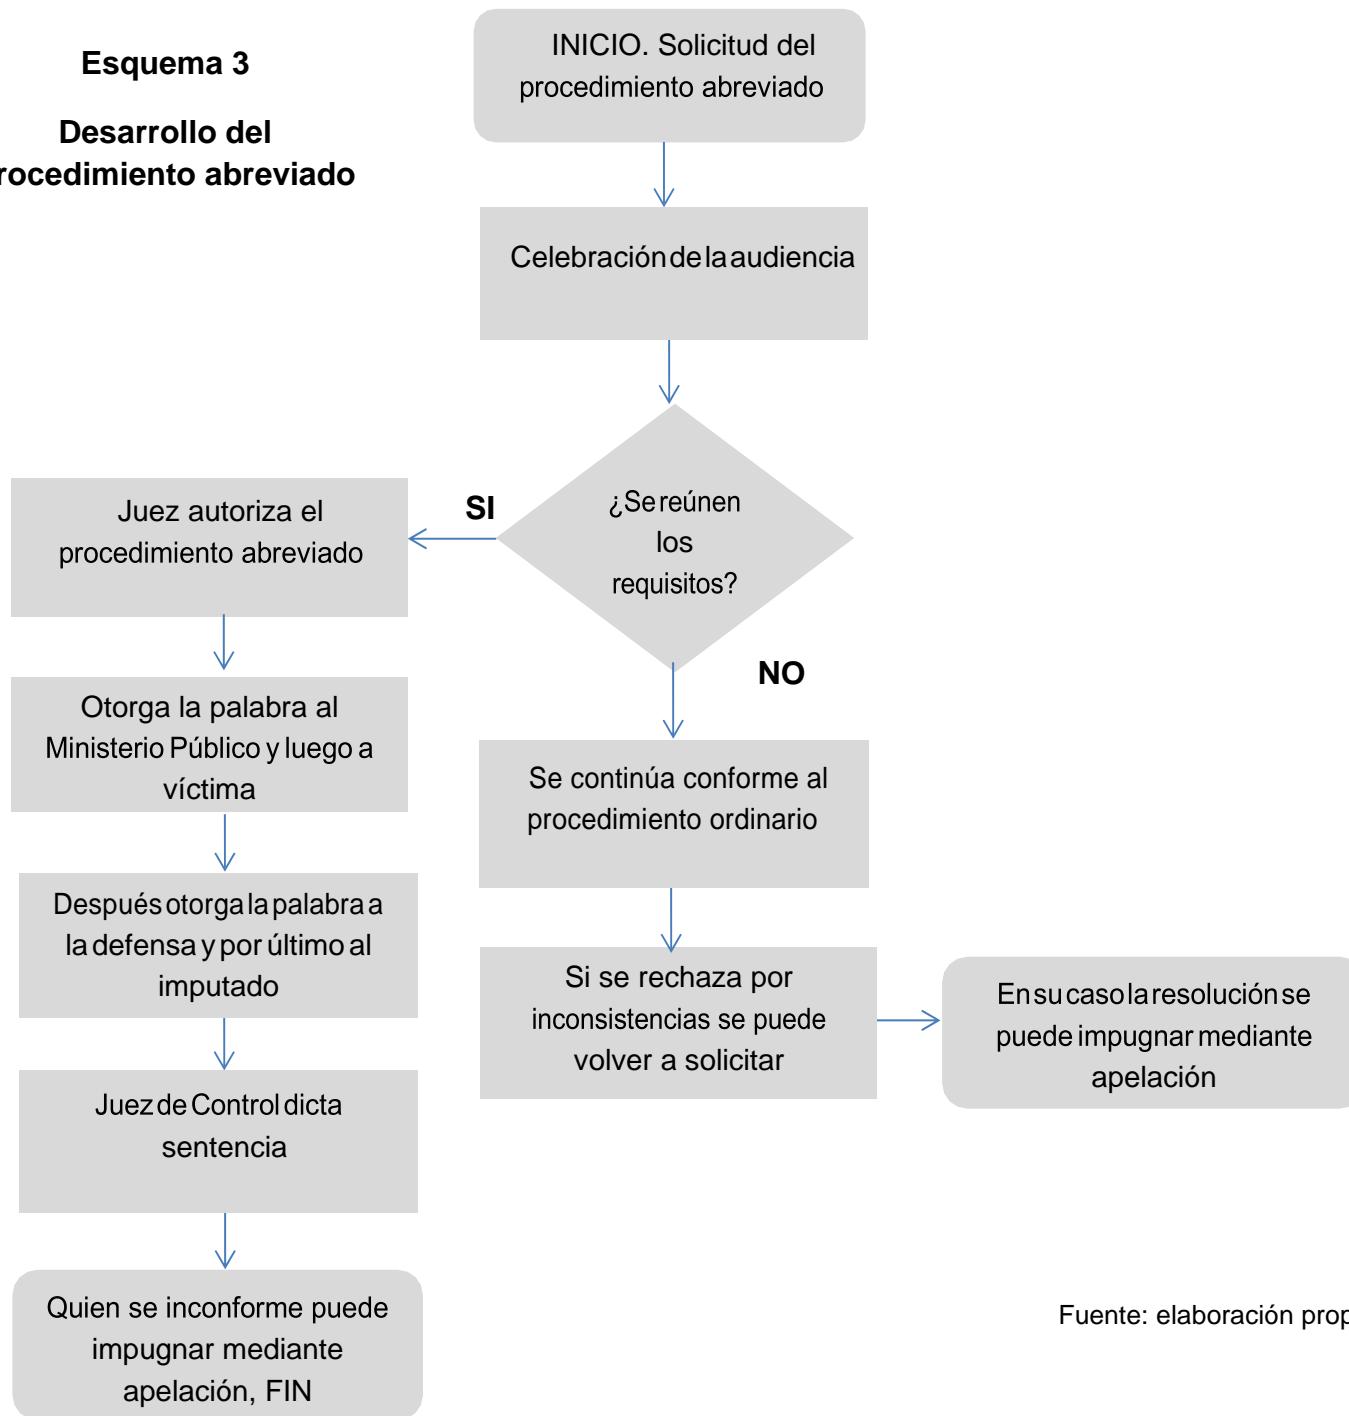 Esquema 3
Desarrollo del
rocedimiento abreviado
INICIO. Solicitud del
procedimiento abreviado
Celebración de la audiencia
¿Se reúnen
los
requisitos?
SI
NO
Juez autoriza el
procedimiento abreviado
Otorga la palabra al
Ministerio Público y luego a
víctima
Después otorga la palabra a
la defensa y por último al
imputado
Juez de Control dicta
sentencia
Quien se inconforme puede
impugnar mediante
apelación, FIN
Se continúa conforme al
procedimiento ordinario
Si se rechaza por
inconsistencias se puede
volver a solicitar
En su caso la resolución se
puede impugnar mediante
apelación
Fuente: elaboración prop